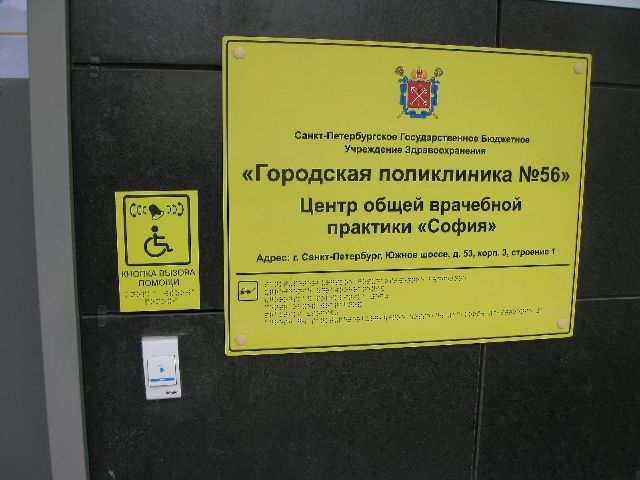 Санкт-Петербургское Государственное Бюджетное
Учреждение Здравоохранения
«Городская поликлиника №56»
Центр общей врачебной
практики «София»
Адрес: г. Санкт-Петербург, Южное шоссе, д. 53, корп. 3, строение 1
КНОПКА ВЫЗОВА
ПОМОЩИ